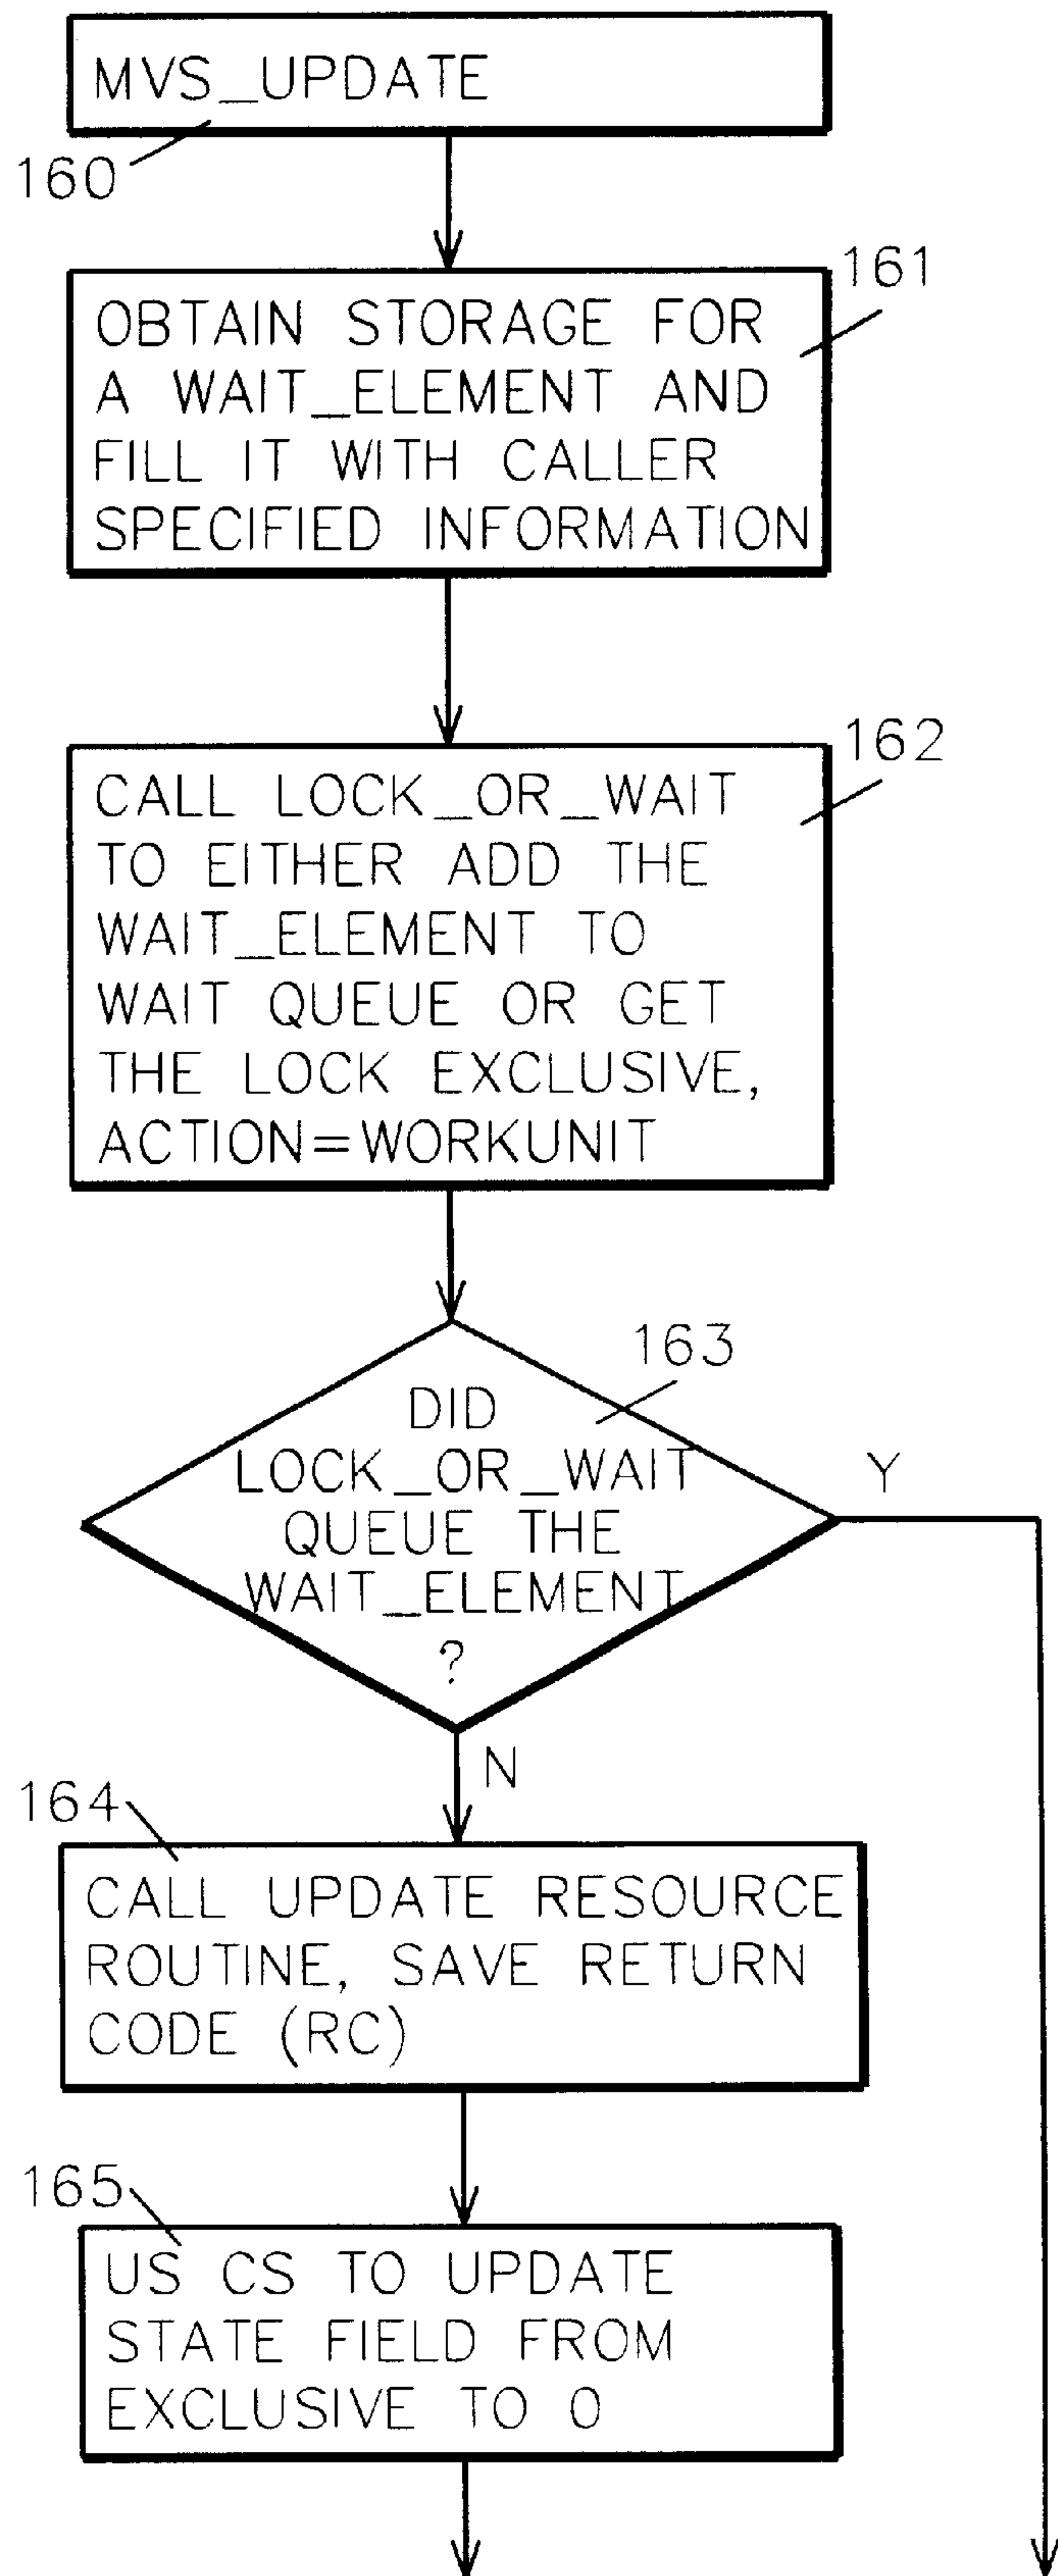 MVS_UPDATE
160
161
OBTAIN STORAGE FOR
A WAIT_ELEMENT AND
FILL IT WITH CALLER
SPECIFIED INFORMATION
162
CALL LOCK_OR_WAIT
TO EITHER ADD THE
WAIT_ELEMENT TO
WAIT QUEUE OR GET
THE LOCK EXCLUSIVE,
ACTION=WORKUNIT
163
DID
LOCK_OR_WAIT
QUEUE THE
WAIT_ELEMENT
?
Y
N
164
CALL UPDATE RESOURCE
ROUTINE, SAVE RETURN
CODE (RC)
165
US CS TO UPDATE
STATE FIELD FROM
EXCLUSIVE TO 0